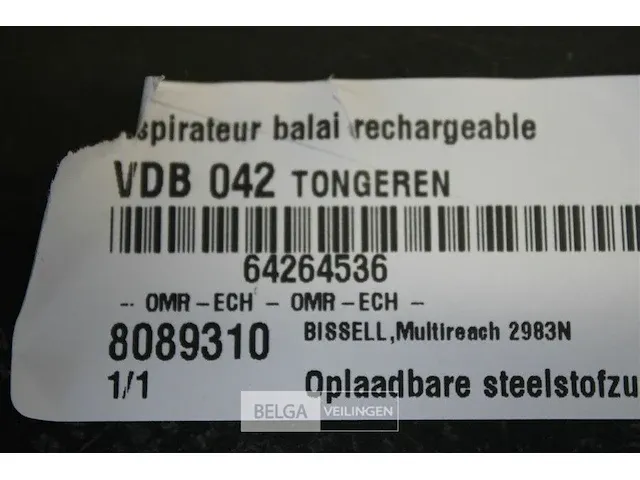 spirateur balai rechargeable
VDB 042 TONGEREN
64264536
-- OMR-ECH - OMR-ECH -
8089310 BISSELL,Multireach 2983N
1/1 Oplaadbare steelstofzu
BELGA VEILINGEN